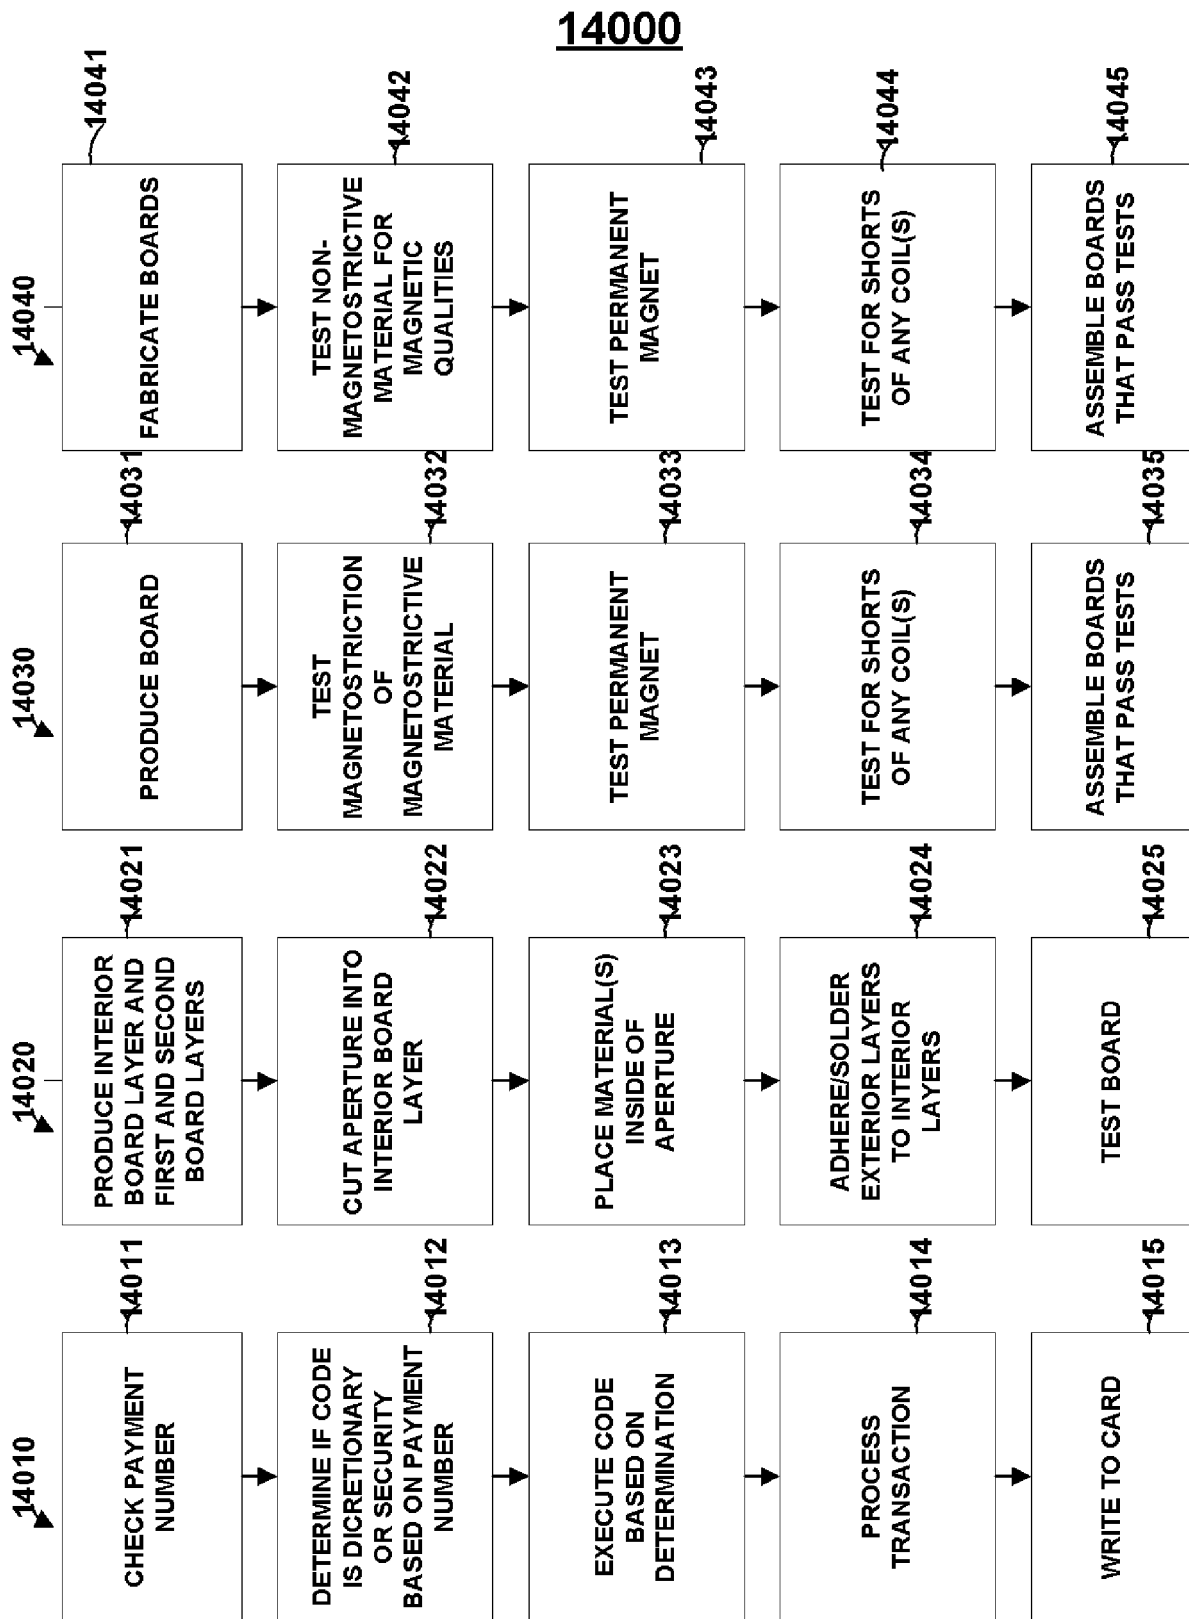 14000
14010
CHECK PAYMENT
NUMBER
14011
DETERMINE IF CODE
IS DICRETIONARY
OR SECURITY
BASED ON PAYMENT
NUMBER
14012
EXECUTE CODE
BASED ON
DETERMINATION
14013
PROCESS
TRANSACTION
14014
WRITE TO CARD
14015
14020
PRODUCE INTERIOR
BOARD LAYER AND
FIRST AND SECOND
BOARD LAYERS
14021
CUT APERTURE INTO
INTERIOR BOARD
LAYER
14022
PLACE MATERIAL(S)
INSIDE OF
APERTURE
14023
ADHERE/SOLDER
EXTERIOR LAYERS
TO INTERIOR
LAYERS
14024
TEST BOARD
14025
14030
PRODUCE BOARD
14031
TEST
MAGNETOSTRICTION
OF
MAGNETOSTRICTIVE
MATERIAL
14032
TEST PERMANENT
MAGNET
14033
TEST FOR SHORTS
OF ANY COIL(S)
14034
ASSEMBLE BOARDS
THAT PASS TESTS
14035
14040
FABRICATE BOARDS
14041
TEST NON-
MAGNETOSTRICTIVE
MATERIAL FOR
MAGNETIC
QUALITIES
14042
TEST PERMANENT
MAGNET
14043
TEST FOR SHORTS
OF ANY COIL(S)
14044
ASSEMBLE BOARDS
THAT PASS TESTS
14045